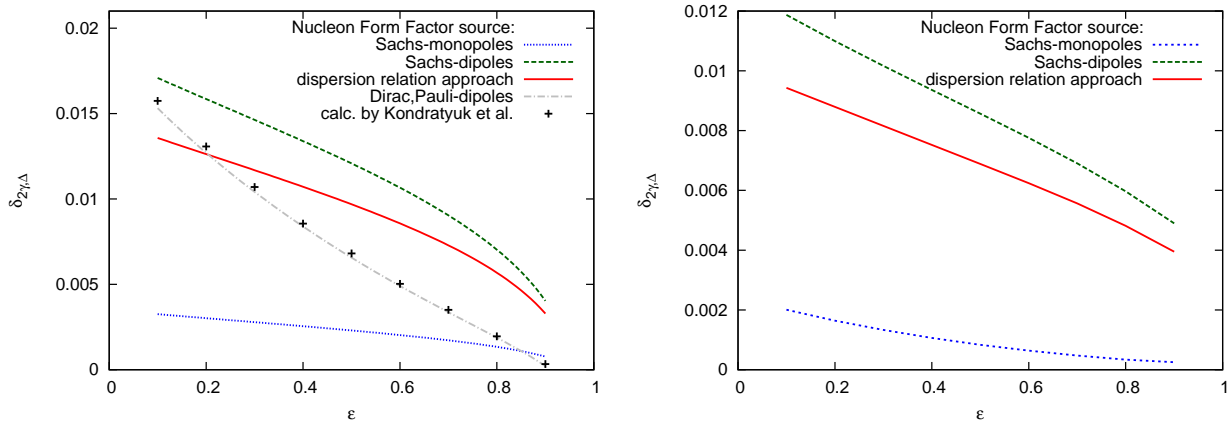 0.02
0.015
0.01
0.005
0
δ2γ,Δ
0 0.2 0.4 0.6 0.8 1
ε
Nucleon Form Factor source:
Sachs-monopoles
Sachs-dipoles
dispersion relation approach
Dirac,Pauli-dipoles
calc. by Kondratyuk et al.
0.012
0.01
0.008
0.006
0.004
0.002
0
δ2γ,Δ
0 0.2 0.4 0.6 0.8 1
ε
Nucleon Form Factor source:
Sachs-monopoles
Sachs-dipoles
dispersion relation approach